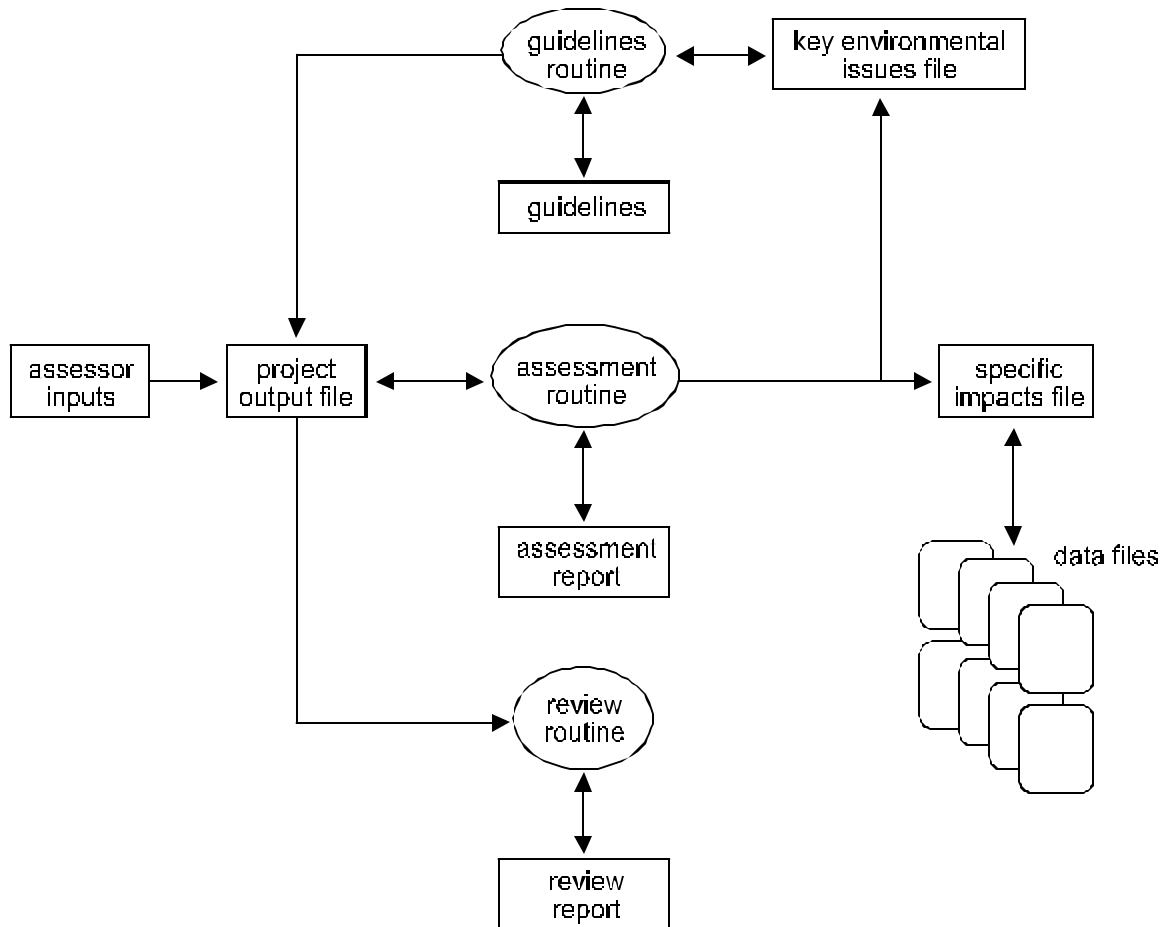 guidelines
routine
key environmental
issues file
guidelines
assessor
inputs
project
output file
assessment
routine
specific
impacts file
assessment
report
data files
review
routine
review
report